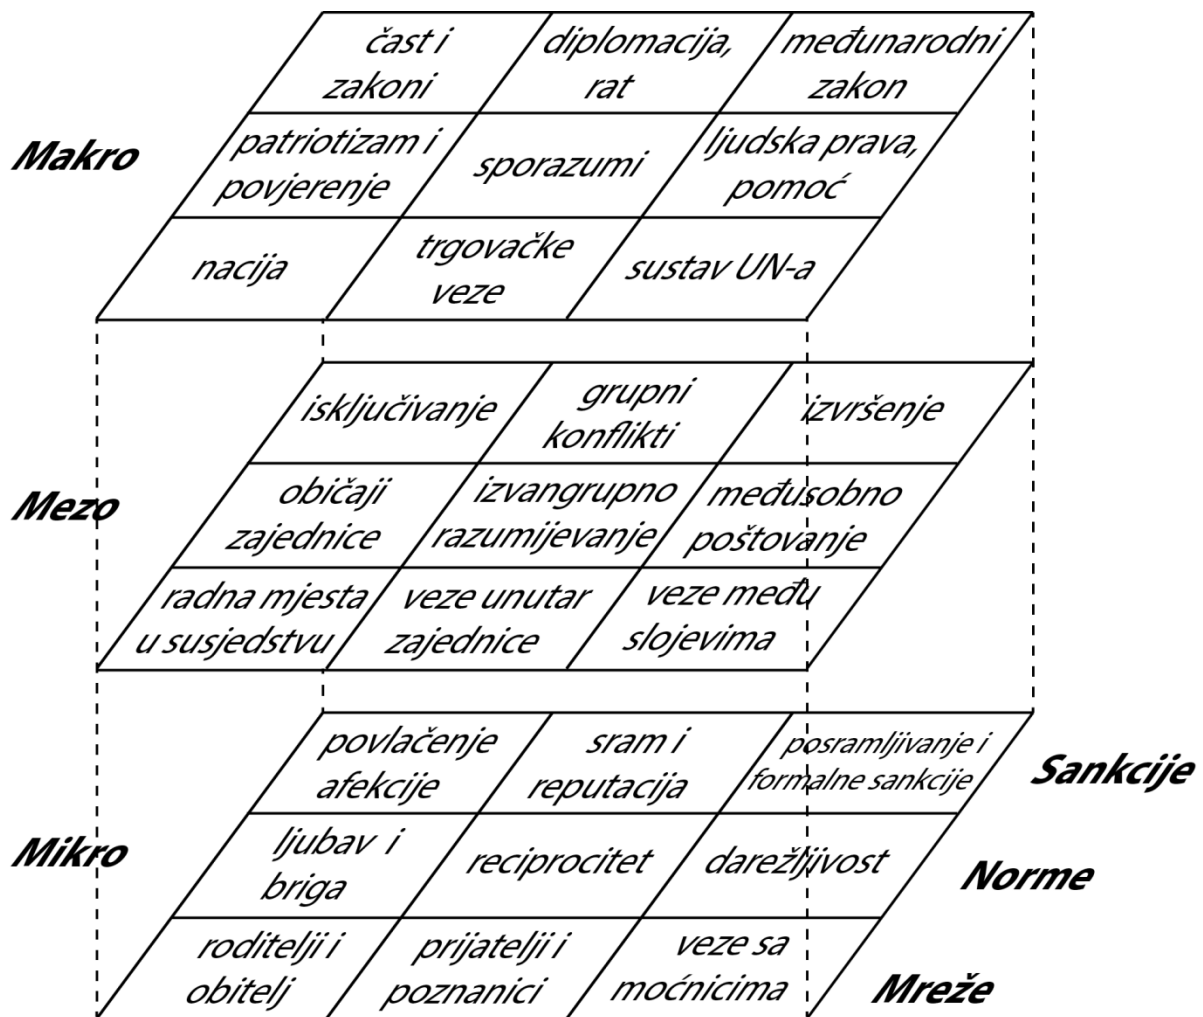 čast i
zakoni
diplomacija,
rat
međunarodni
zakon
Makro
patriotizam i
povjerenje
sporazumi
ljudska prava,
pomoć
nacija
trgovačke
veze
sustav UN-a
isključivanje
grupni
konflikti
izvršenje
Mezo
običaji
zajednice
izvangrupno
razumijevanje
međusobno
poštovanje
radna mjesta
u susjedstvu
veze unutar
zajednice
veze među
slojevima
povlačenje
afekcije
sram i
reputacija
posramljivanje i
formalne sankcije
Sankcije
Mikro
ljubav i
briga
reciprocitet
darežljivost
Norme
roditelji i
obitelj
prijatelji i
poznanici
veze sa
moćnicima
Mreže